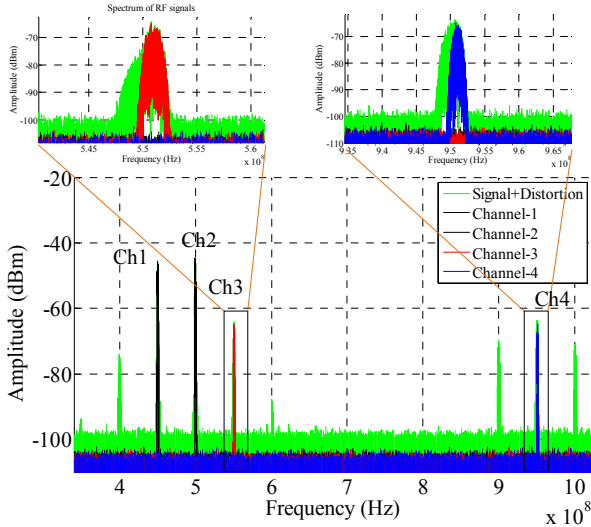 Spectrum of RF signals
Amplitude (dBm)
-50
-70
-100
5.45
5.5
5.55
5.6
x 10^8
Frequency (Hz)
Amplitude (dBm)
-50
-70
-80
-90
-100
-110
9.35
9.4
9.45
9.5
9.55
9.6
9.65
x 10^8
Frequency (Hz)
Signal+Distortion
Channel-1
Channel-2
Channel-3
Channel-4
Ch1
Ch2
Ch3
Ch4
Amplitude (dBm)
-20
-40
-60
-80
-100
4
5
6
7
8
9
10
x 10^8
Frequency (Hz)